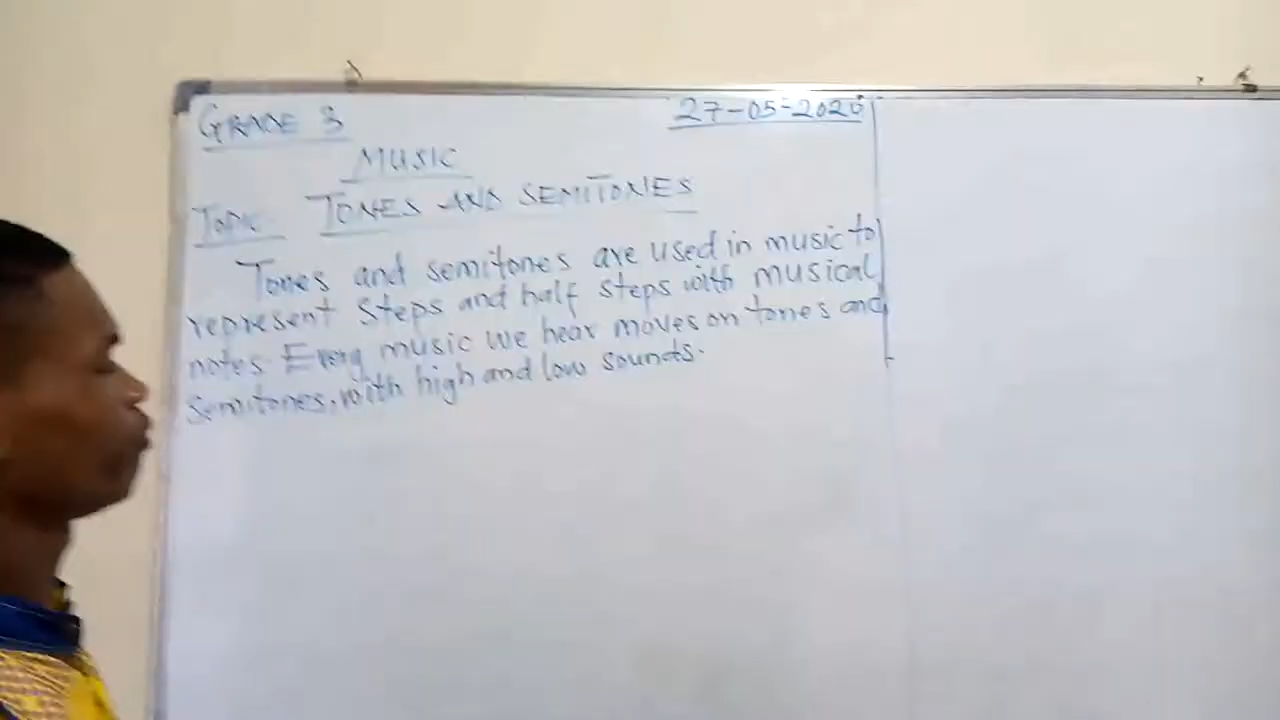 GRADE 3
27-05-2020
MUSIC
TOPIC TONES AND SEMITONES
Tones and semitones are used in music to
represent steps and half steps with musical
notes. Every music we hear moves on tones and
semitones, with high and low sounds.